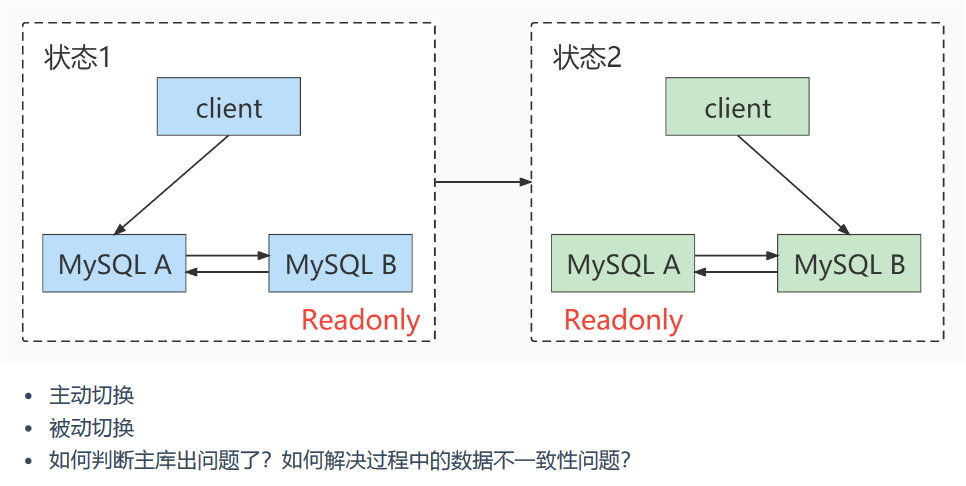 状态1
client
MySQL A
MySQL B
Readonly
状态2
client
MySQL A
MySQL B
Readonly
主动切换
被动切换
如何判断主库出问题了？如何解决过程中的数据不一致性问题？